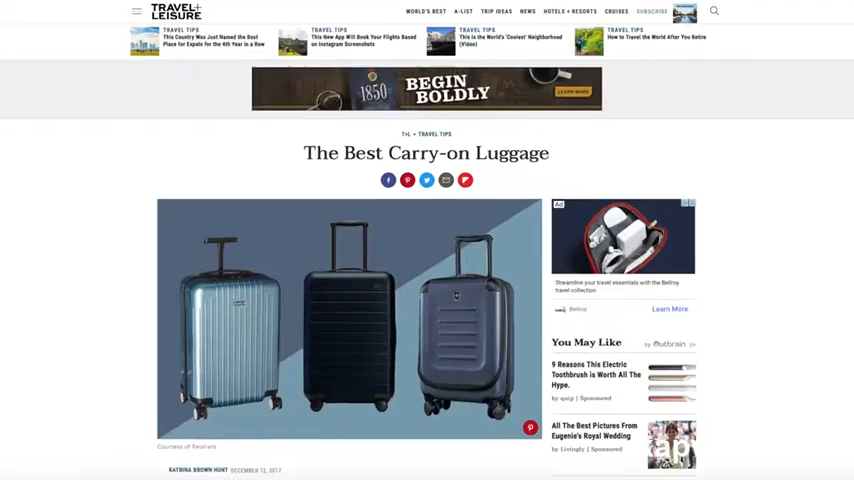 TRAVEL+
LEISURE
WORLD'S BEST
A-LIST
TRIP IDEAS
NEWS
HOTELS + RESORTS
CRUISES
SUBSCRIBE
TRAVEL TIPS
This Country Was Just Named the Best
Place for Expats for the 4th Year in a Row
TRAVEL TIPS
This New App Will Book Your Flights Based
on Instagram Screenshots
TRAVEL TIPS
This is the World's 'Coolest' Neighborhood
(Video)
TRAVEL TIPS
How to Travel the World After You Retire
1850
BEGIN
BOLDLY
LEARN MORE
T+L • TRAVEL TIPS
The Best Carry-on Luggage
Ad
Streamline your travel essentials with the Bellroy
travel collection
Bellroy
Learn More
You May Like
by Outbrain
9 Reasons This Electric
Toothbrush is Worth All The
Hype.
by quip | Sponsored
All The Best Pictures From
Eugenie's Royal Wedding
by Livingly | Sponsored
ap
Courtesy of Retailers
KATRINA BROWN HUNT DECEMBER 12, 2017